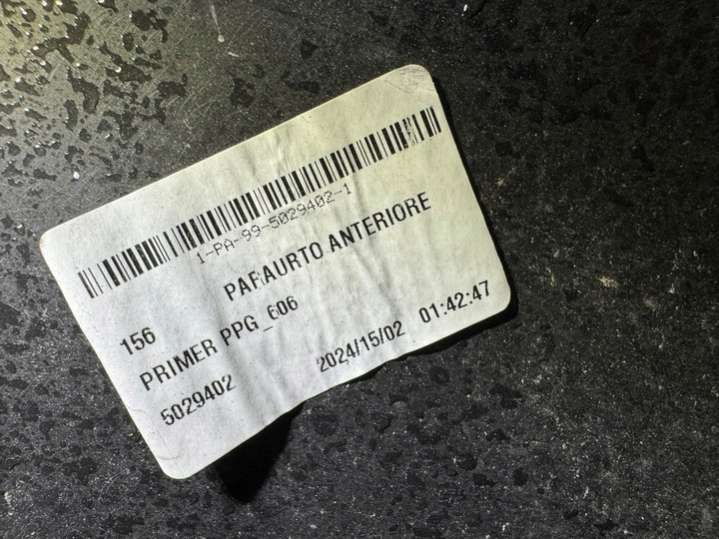 1-PA-99-5029402-1
PARAURTO ANTERIORE
156
PRIMER PPG_606
5029402 2024/15/02 01:42:47